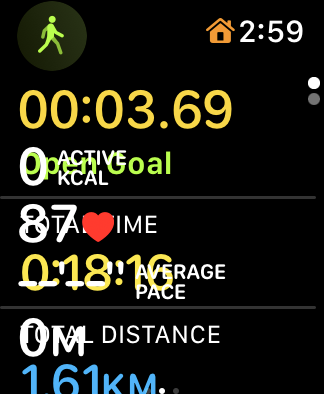 2:59
00:03.69
Open Goal
0 ACTIVE KCAL
87
TOTAL TIME
0:18:16
--'--" AVERAGE PACE
TOTAL DISTANCE
0M
1.61KM